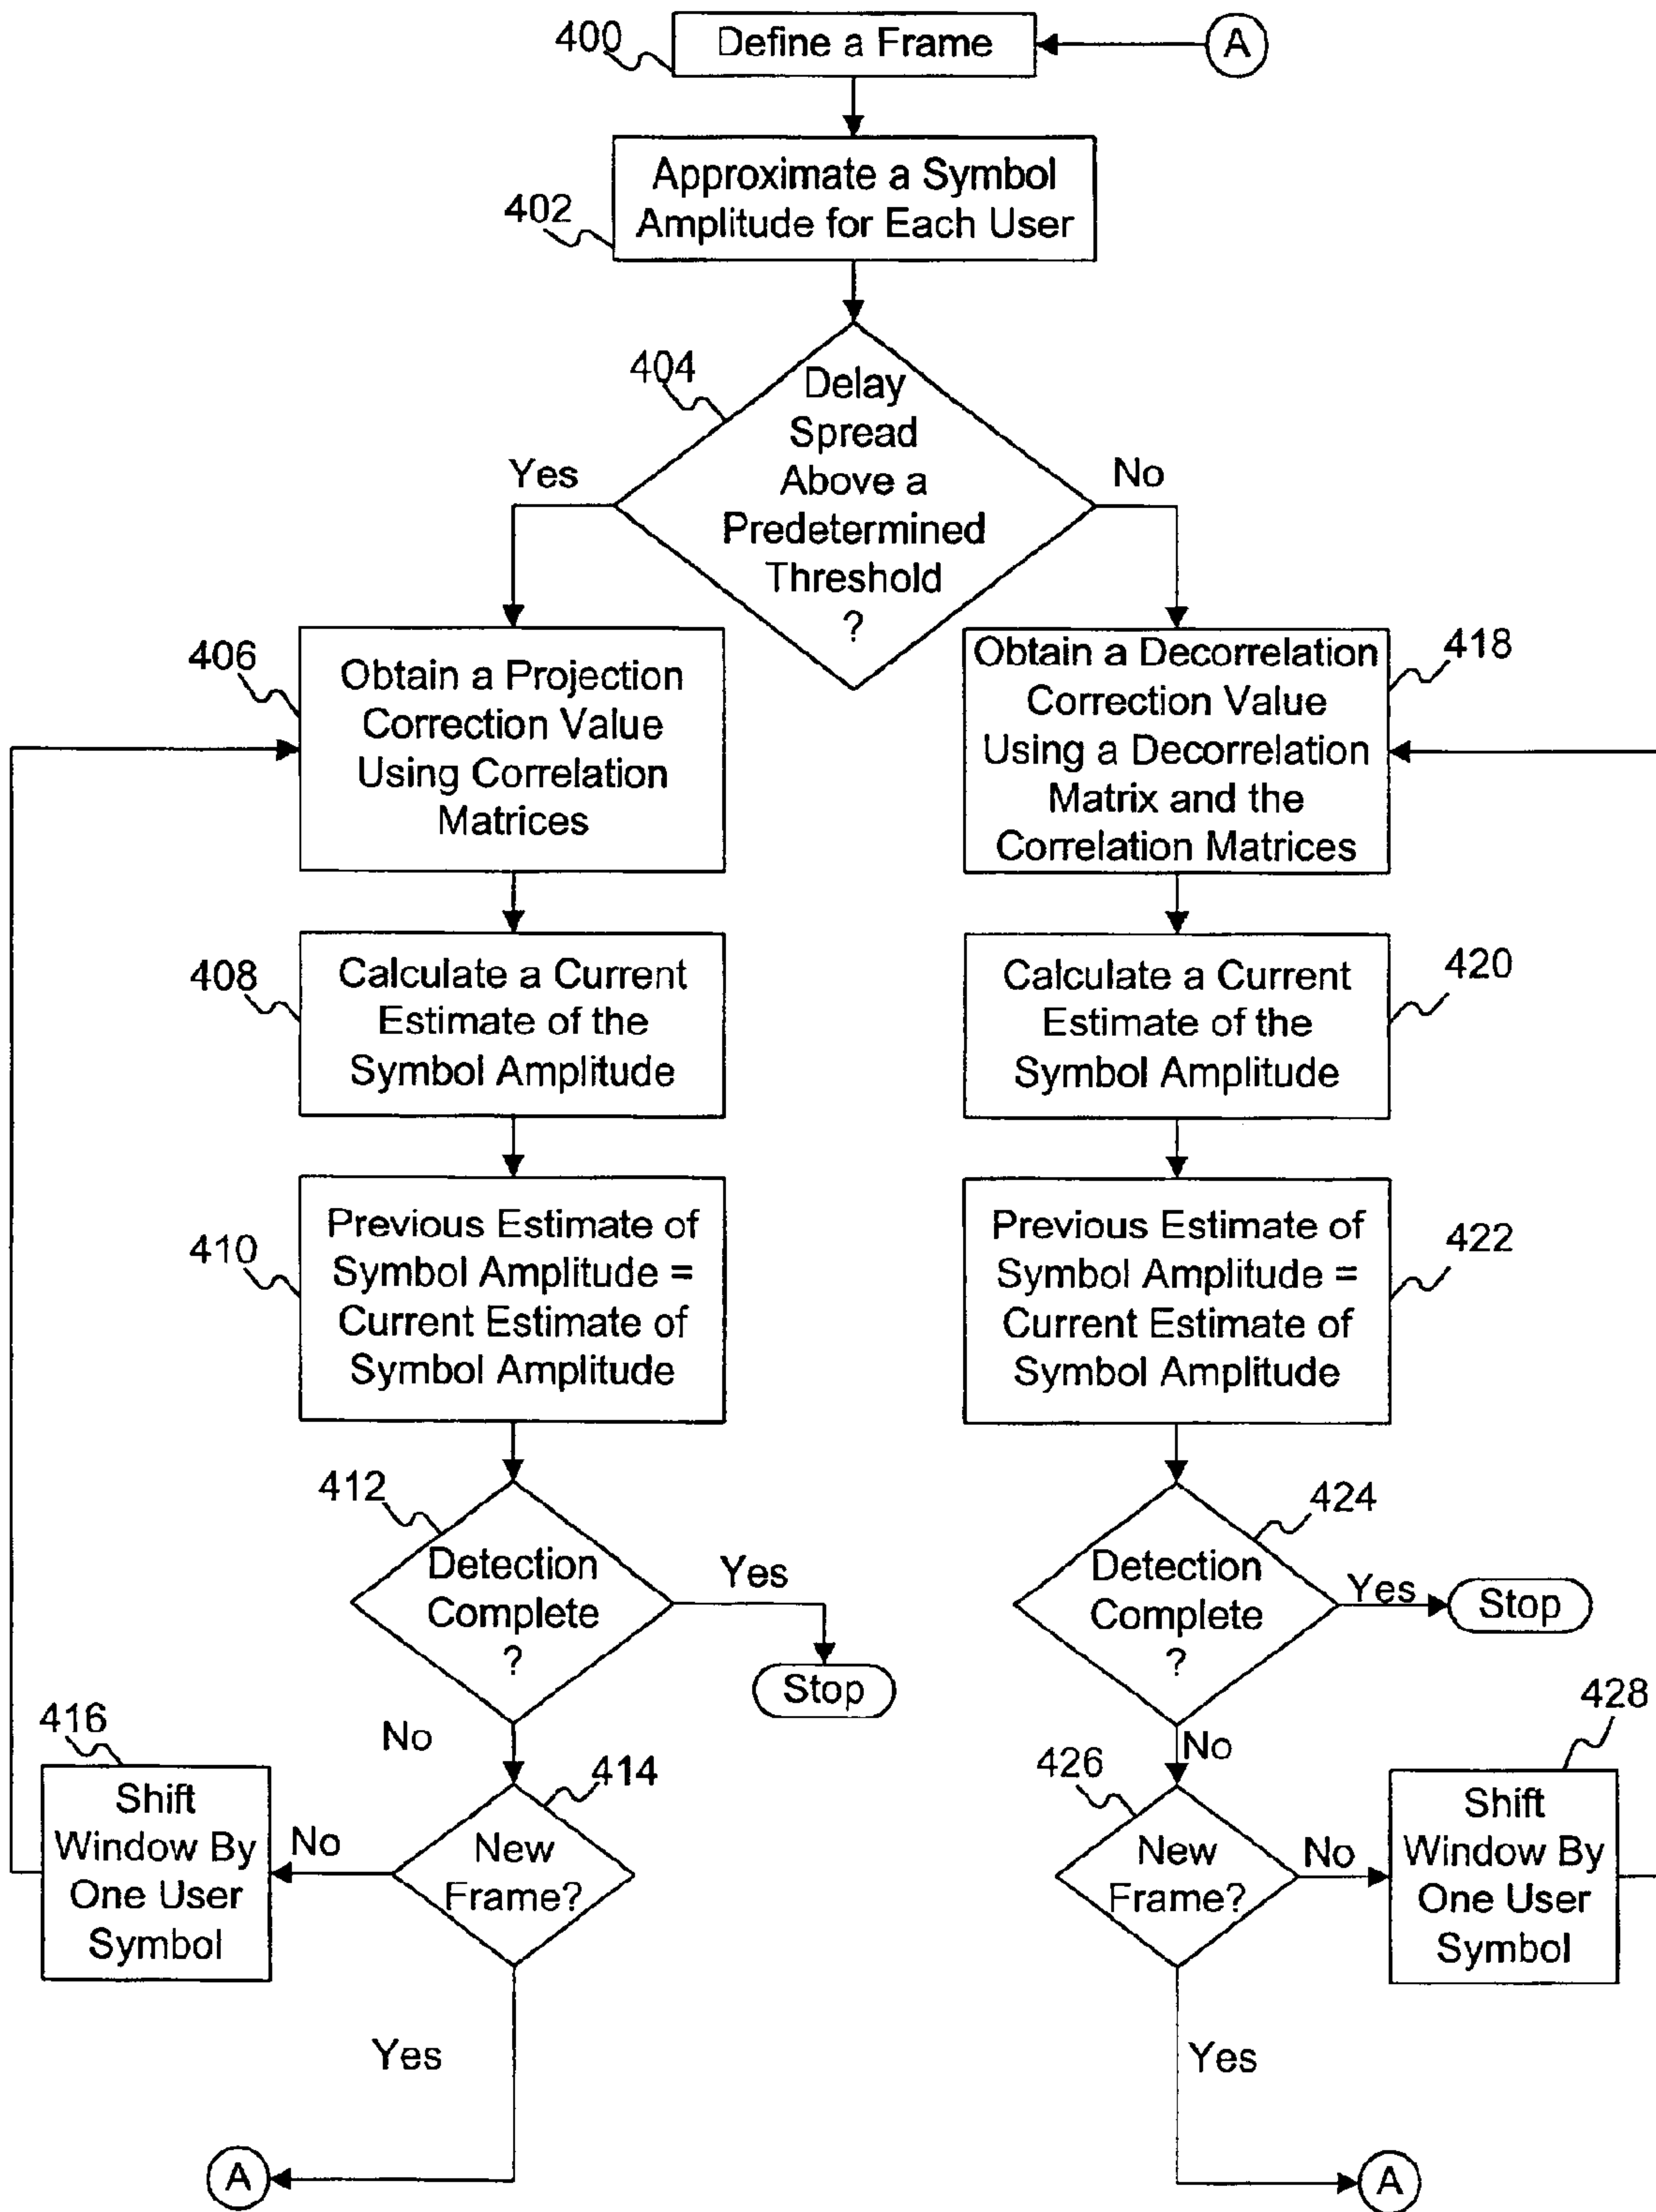 400
Define a Frame
A
402
Approximate a Symbol
Amplitude for Each User
404
Delay
Spread
Above a
Predetermined
Threshold
?
Yes
No
406
Obtain a Projection
Correction Value
Using Correlation
Matrices
418
Obtain a Decorrelation
Correction Value
Using a Decorrelation
Matrix and the
Correlation Matrices
408
Calculate a Current
Estimate of the
Symbol Amplitude
420
Calculate a Current
Estimate of the
Symbol Amplitude
410
Previous Estimate of
Symbol Amplitude =
Current Estimate of
Symbol Amplitude
422
Previous Estimate of
Symbol Amplitude =
Current Estimate of
Symbol Amplitude
412
Detection
Complete
?
Yes
Stop
No
424
Detection
Complete
?
Yes
Stop
No
416
Shift
Window By
One User
Symbol
No
414
New
Frame?
Yes
A
426
New
Frame?
No
428
Shift
Window By
One User
Symbol
Yes
A